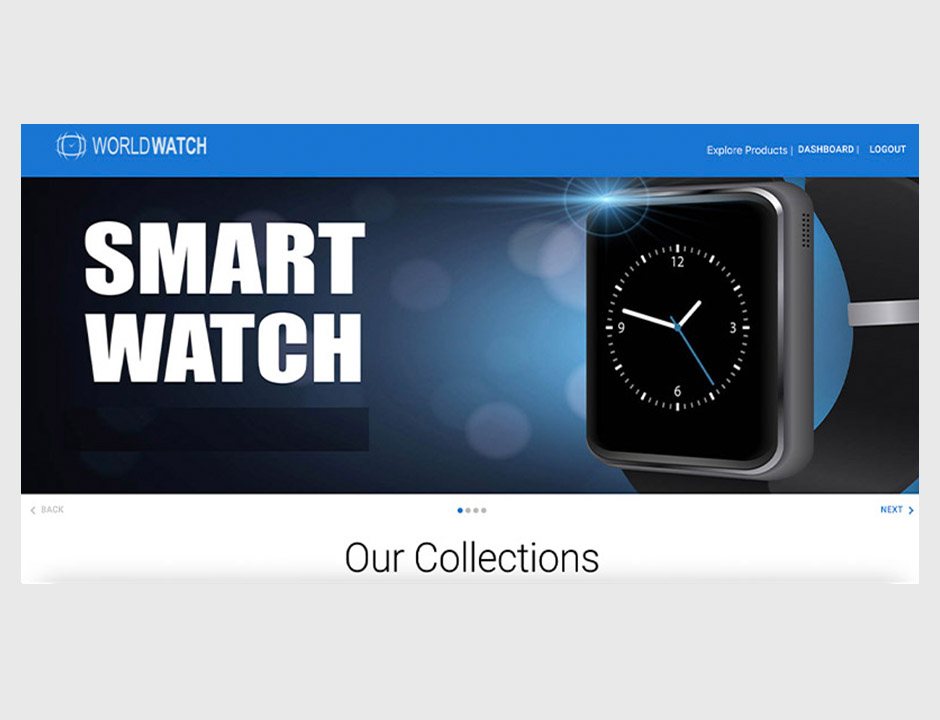 WORLDWATCH
Explore Products | DASHBOARD | LOGOUT
SMART
WATCH
12
9
3
6
BACK
NEXT
Our Collections